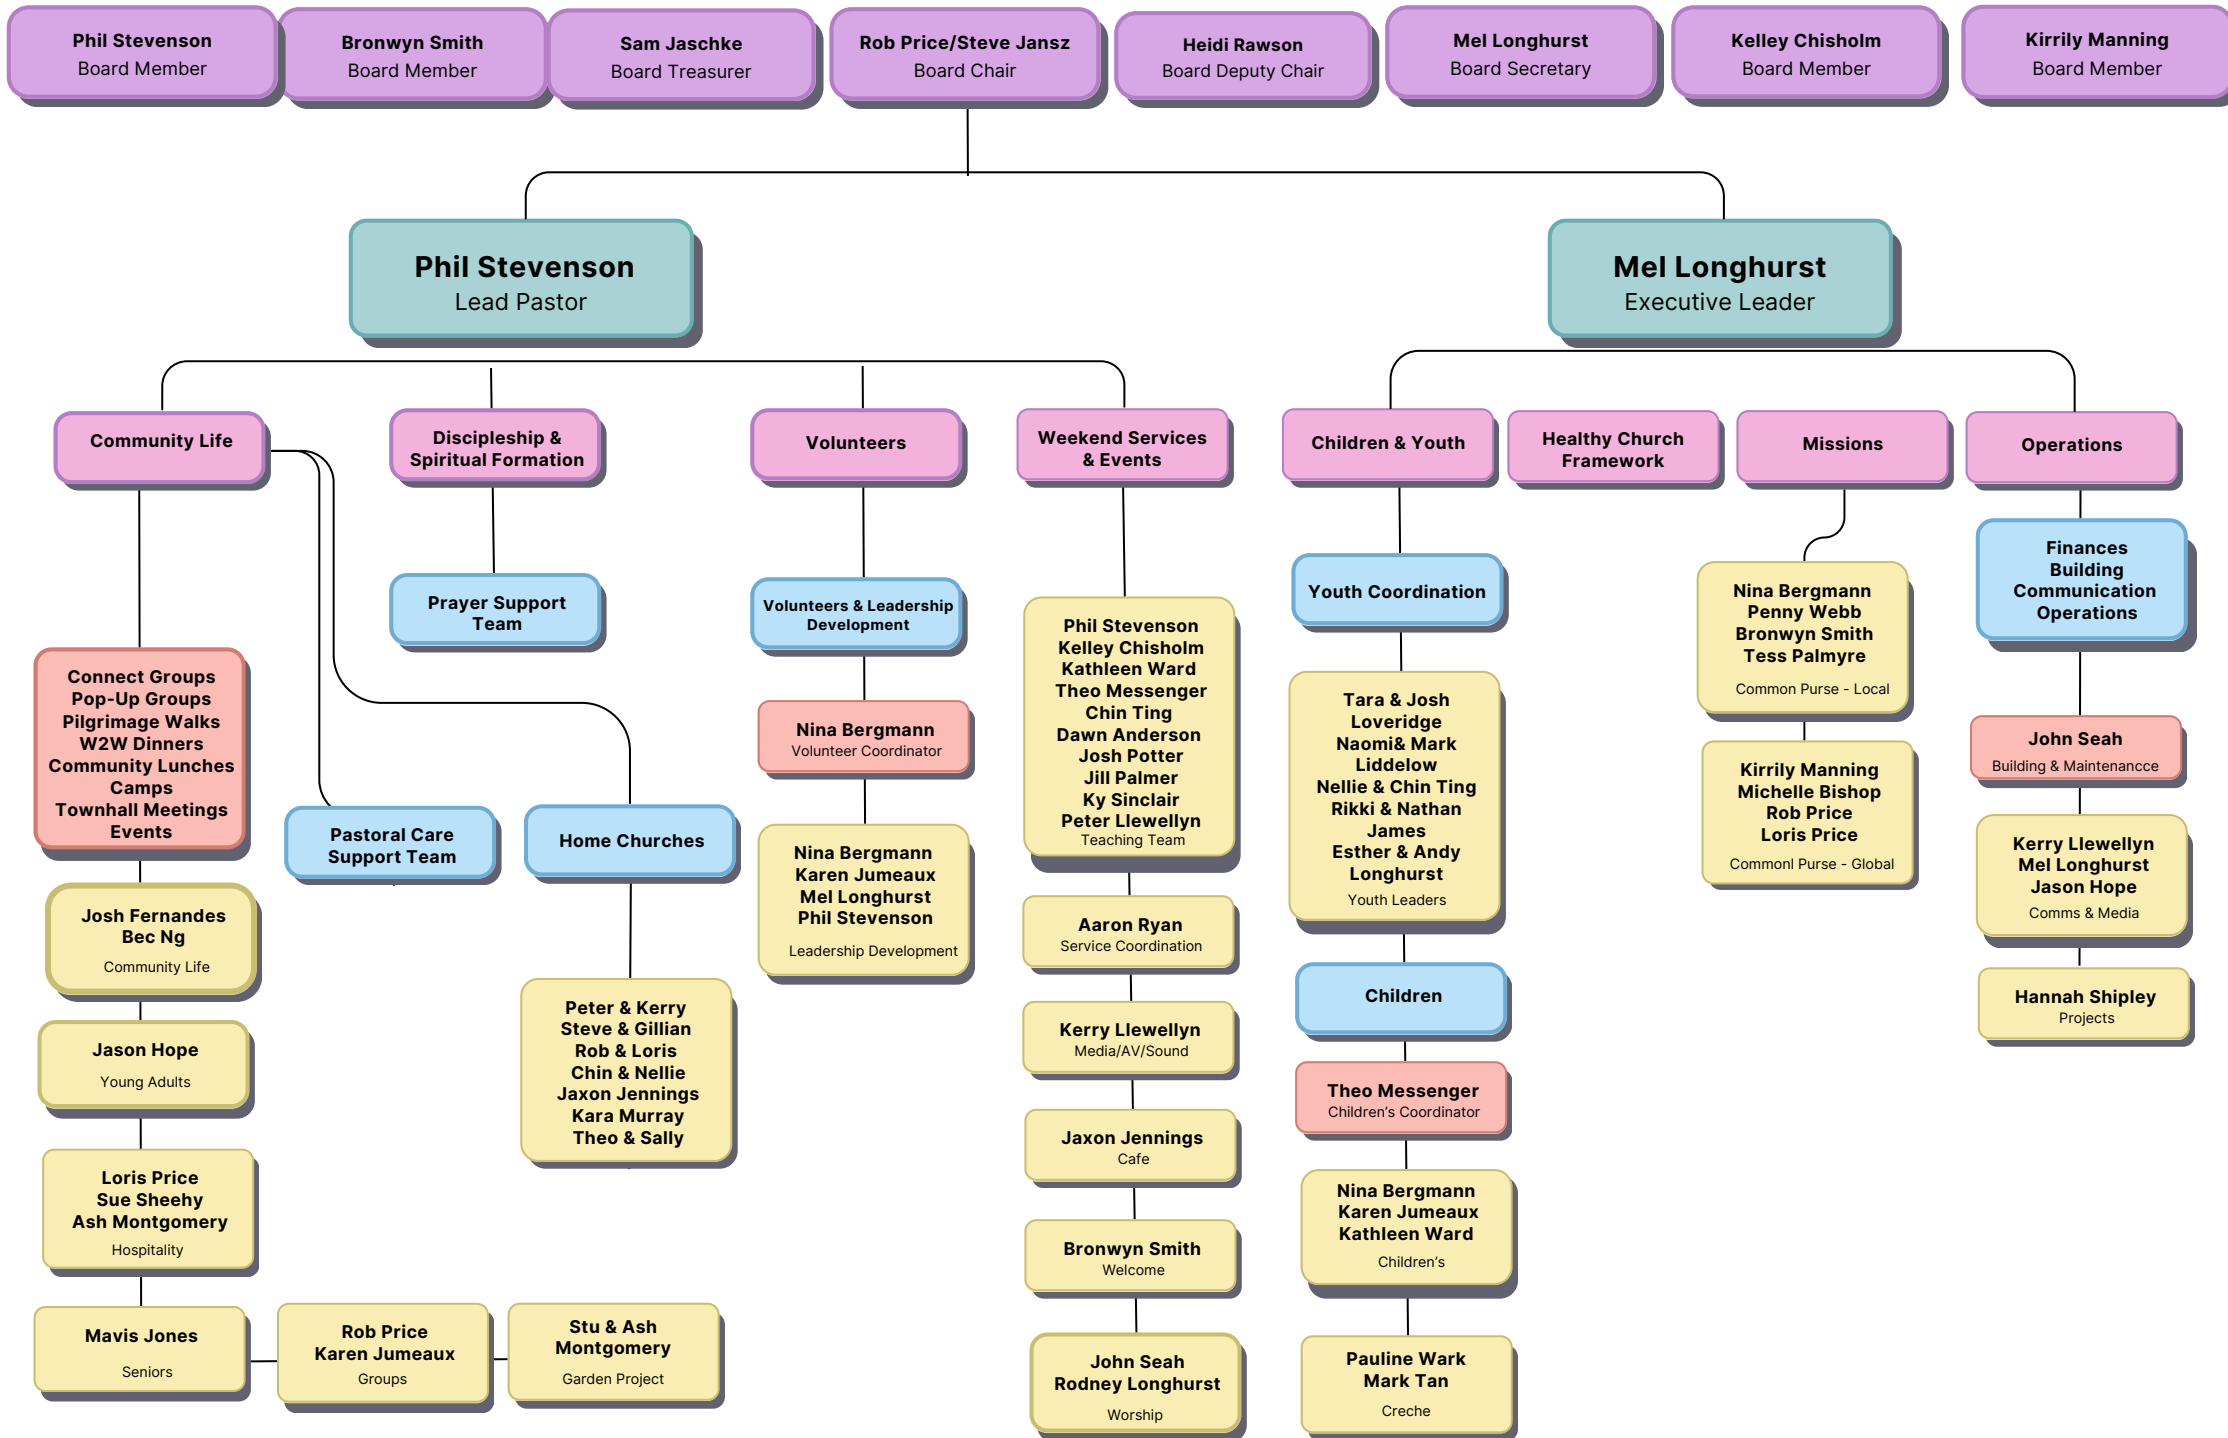 Phil Stevenson
Board Member
Bronwyn Smith
Board Member
Sam Jaschke
Board Treasurer
Rob Price/Steve Jansz
Board Chair
Heidi Rawson
Board Deputy Chair
Mel Longhurst
Board Secretary
Kelley Chisholm
Board Member
Kirrily Manning
Board Member
Phil Stevenson
Lead Pastor
Mel Longhurst
Executive Leader
Community Life
Discipleship &
Spiritual Formation
Volunteers
Weekend Services
& Events
Children & Youth
Healthy Church
Framework
Missions
Operations
Connect Groups
Pop-Up Groups
Pilgrimage Walks
W2W Dinners
Community Lunches
Camps
Townhall Meetings
Events
Josh Fernandes
Bec Ng
Community Life
Jason Hope
Young Adults
Loris Price
Sue Sheehy
Ash Montgomery
Hospitality
Mavis Jones
Seniors
Rob Price
Karen Jumeaux
Groups
Stu & Ash
Montgomery
Garden Project
Pastoral Care
Support Team
Home Churches
Peter & Kerry
Steve & Gillian
Rob & Loris
Chin & Nellie
Jaxon Jennings
Kara Murray
Theo & Sally
Prayer Support
Team
Volunteers & Leadership
Development
Nina Bergmann
Volunteer Coordinator
Nina Bergmann
Karen Jumeaux
Mel Longhurst
Phil Stevenson
Leadership Development
Phil Stevenson
Kelley Chisholm
Kathleen Ward
Theo Messenger
Chin Ting
Dawn Anderson
Josh Potter
Jill Palmer
Ky Sinclair
Peter Llewellyn
Teaching Team
Aaron Ryan
Service Coordination
Kerry Llewellyn
Media/AV/Sound
Jaxon Jennings
Cafe
Bronwyn Smith
Welcome
John Seah
Rodney Longhurst
Worship
Youth Coordination
Tara & Josh
Loveridge
Naomi& Mark
Liddelow
Nellie & Chin Ting
Rikki & Nathan
James
Esther & Andy
Longhurst
Youth Leaders
Children
Theo Messenger
Children's Coordinator
Nina Bergmann
Karen Jumeaux
Kathleen Ward
Children's
Pauline Wark
Mark Tan
Creche
Nina Bergmann
Penny Webb
Bronwyn Smith
Tess Palmyre
Common Purse - Local
Kirrily Manning
Michelle Bishop
Rob Price
Loris Price
Commonl Purse - Global
Finances
Building
Communication
Operations
John Seah
Building & Maintenancce
Kerry Llewellyn
Mel Longhurst
Jason Hope
Comms & Media
Hannah Shipley
Projects